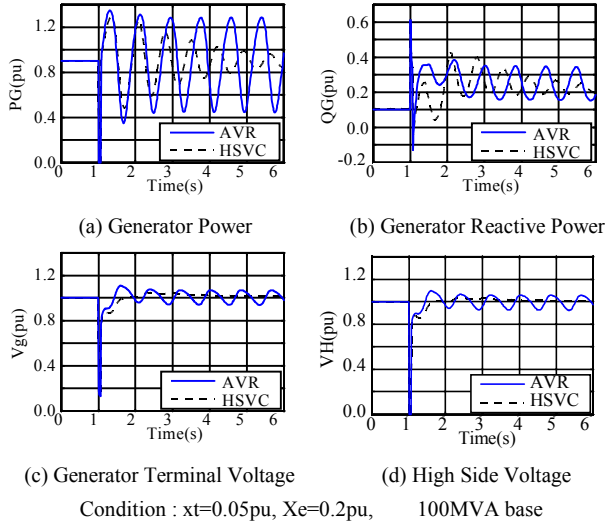 1.2
0.8
0.4
0.0
PG(pu)
AVR
HSVC
0 1 2 3 4 5 6
Time(s)
(a) Generator Power
0.6
0.4
0.2
0.0
-0.2
QG(pu)
AVR
HSVC
0 1 2 3 4 5 6
Time(s)
(b) Generator Reactive Power
1.2
0.8
0.4
0.0
Vg(pu)
AVR
HSVC
0 1 2 3 4 5 6
Time(s)
(c) Generator Terminal Voltage
1.2
0.8
0.4
0.0
VH(pu)
AVR
HSVC
0 1 2 3 4 5 6
Time(s)
(d) High Side Voltage
Condition : xt=0.05pu, Xe=0.2pu, 100MVA base